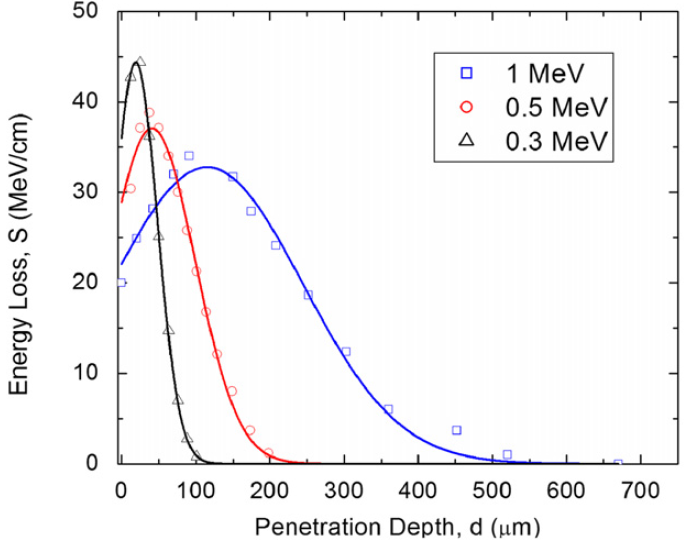 50
40
30
20
10
0
Energy Loss, S (MeV/cm)
1 MeV
0.5 MeV
0.3 MeV
0 100 200 300 400 500 600 700
Penetration Depth, d (μm)